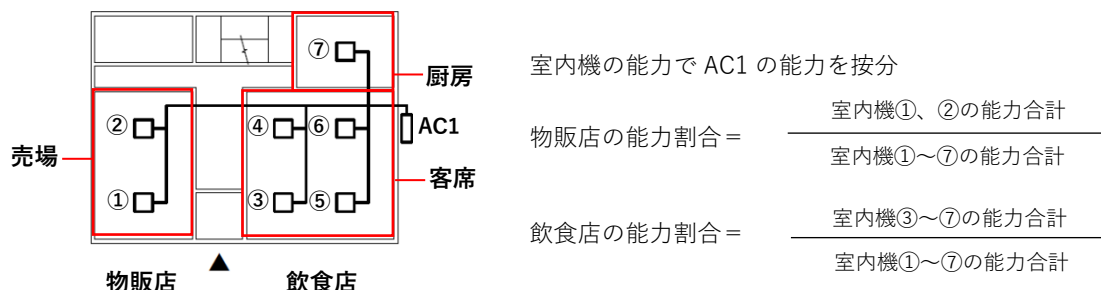 ⑦
厨房
②
④
⑥
AC1
売場
客席
①
③
⑤
▲
物販店
飲食店
室内機の能力で AC1 の能力を按分
物販店の能力割合＝
室内機①、②の能力合計
室内機①～⑦の能力合計
飲食店の能力割合＝
室内機③～⑦の能力合計
室内機①～⑦の能力合計